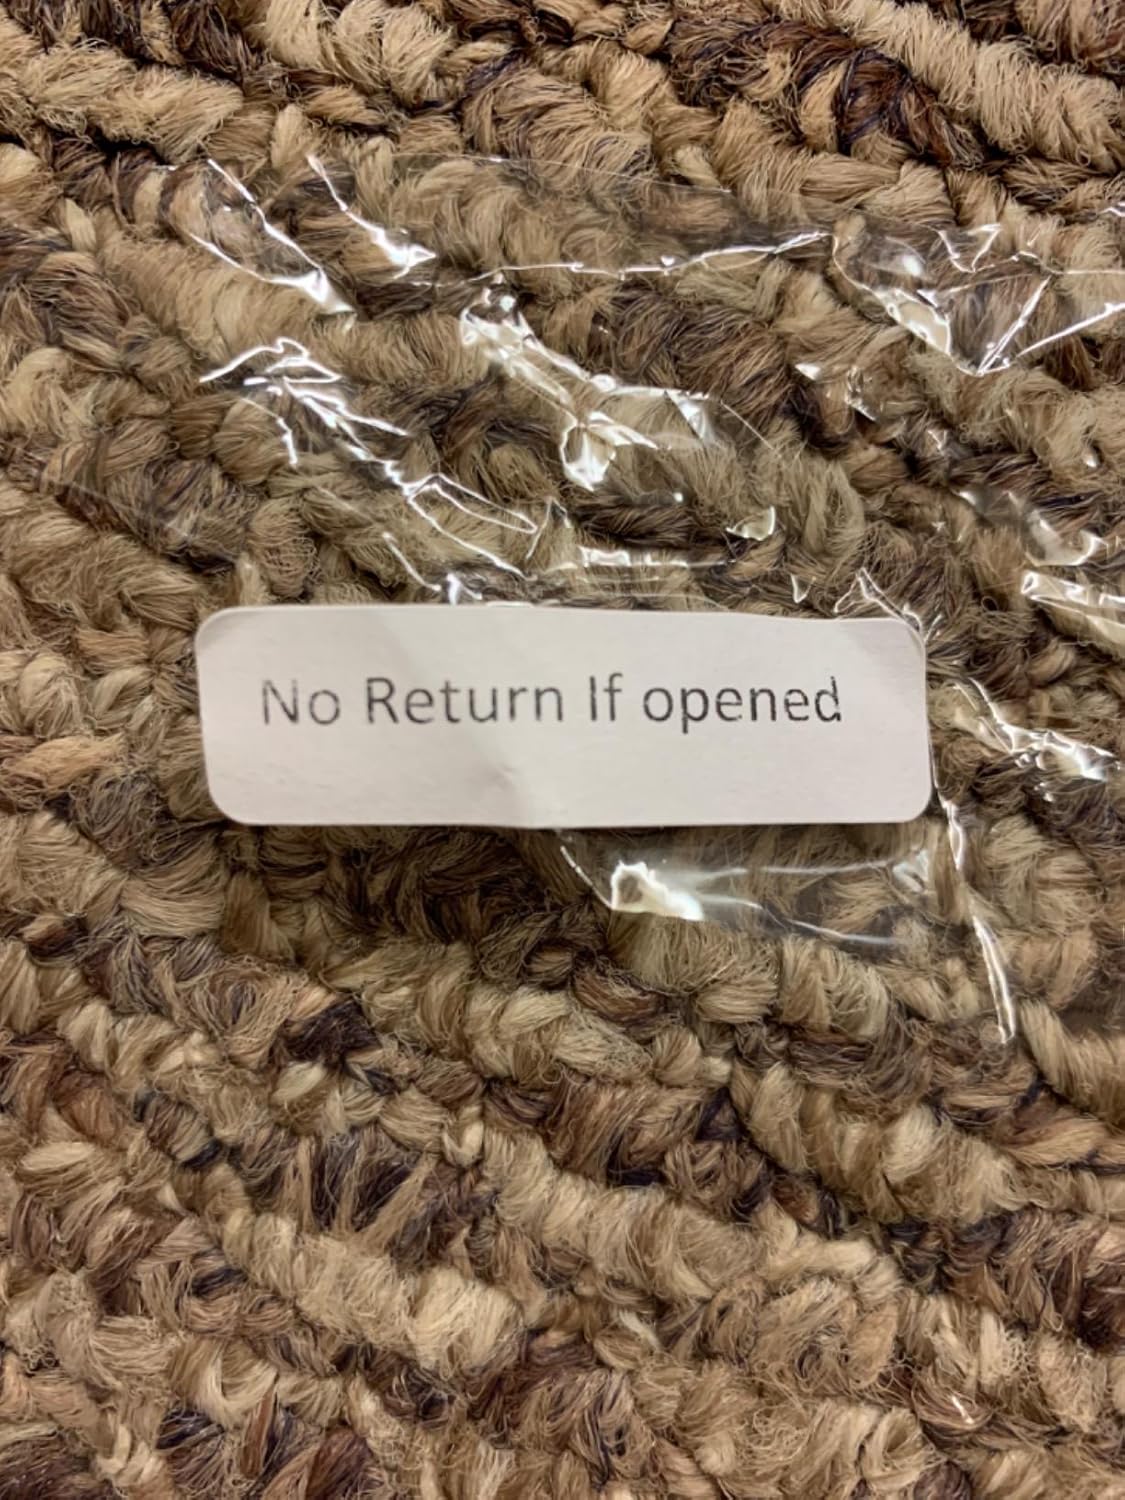 No Return If opened